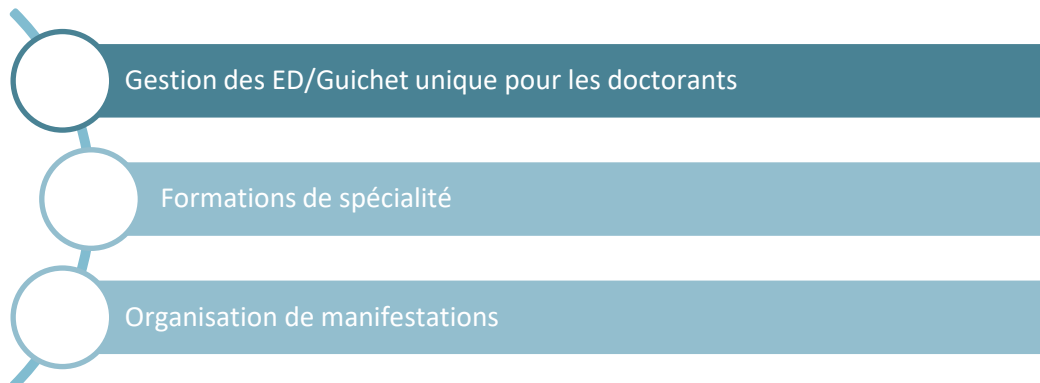 Gestion des ED/Guichet unique pour les doctorants
Formations de spécialité
Organisation de manifestations